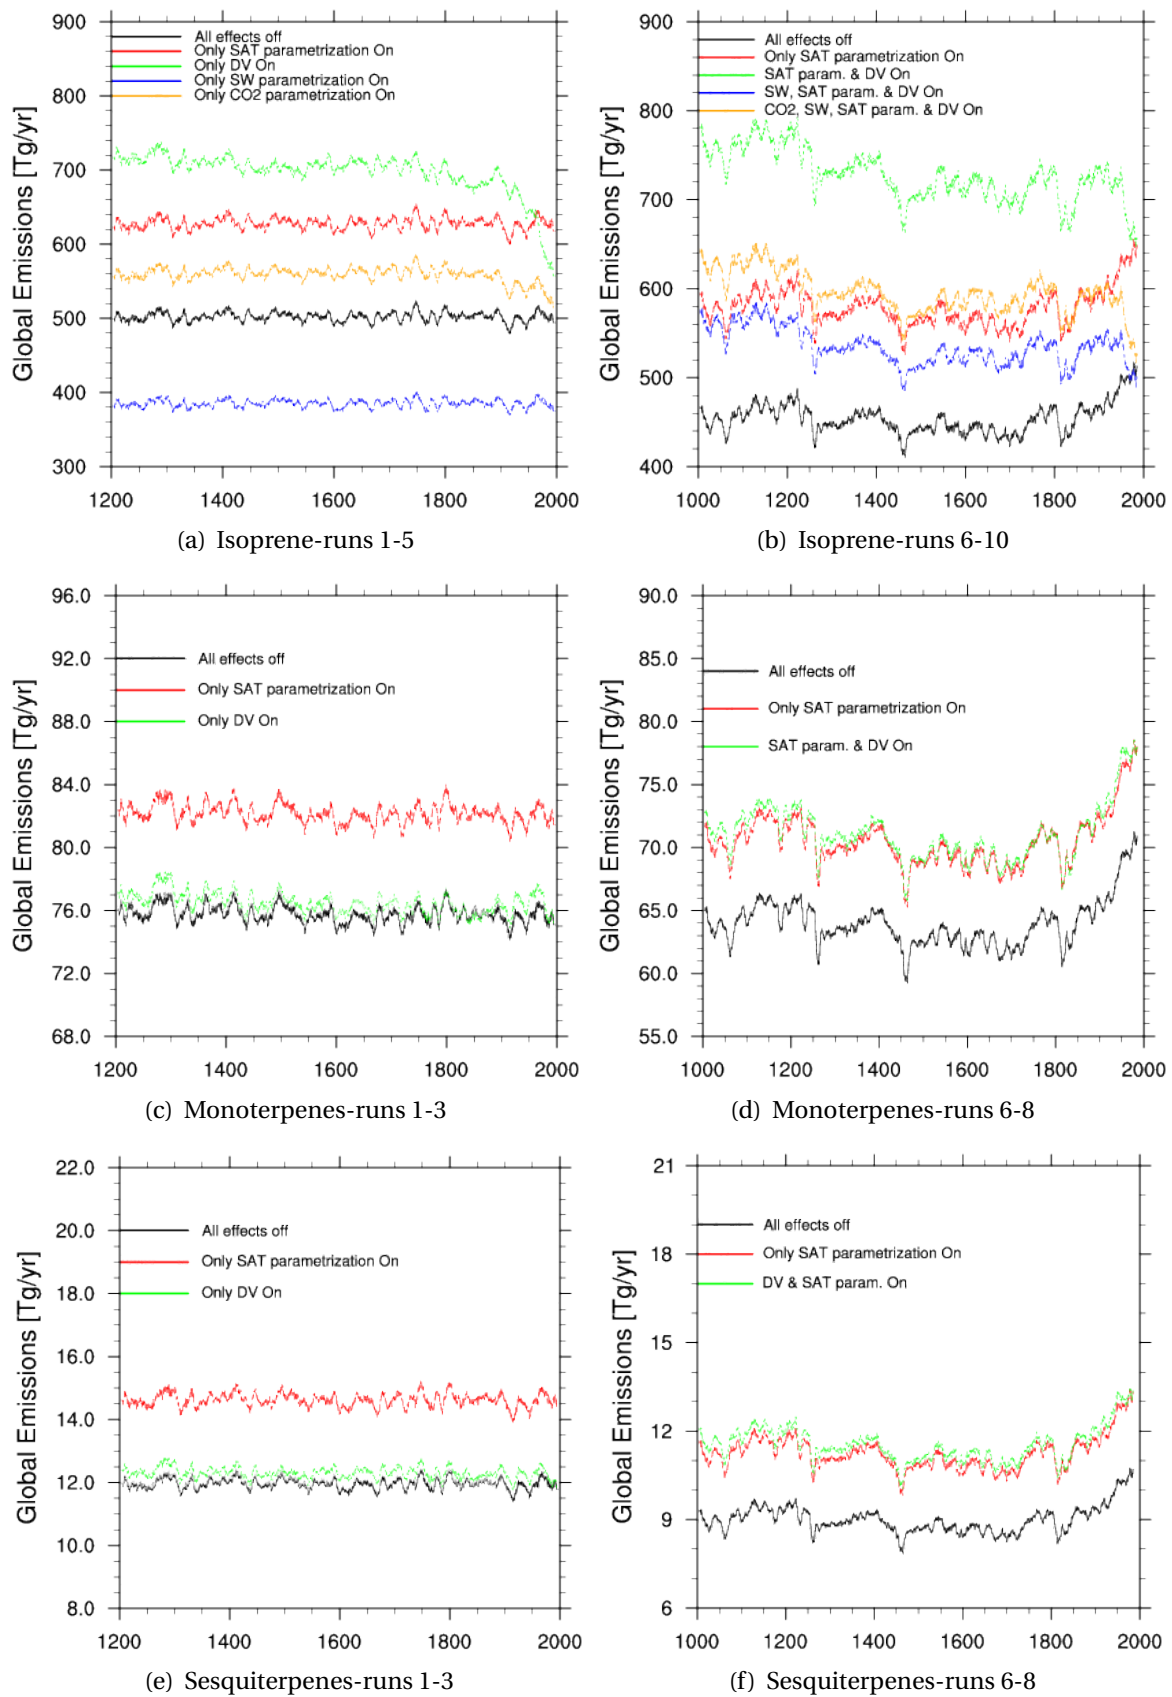 900
800
700
600
500
400
300
Global Emissions [Tg/yr]
All effects off
Only SAT parametrization On
Only DV On
Only SW parametrization On
Only CO2 parametrization On
1200 1400 1600 1800 2000
(a) Isoprene-runs 1-5
900
800
700
600
500
400
Global Emissions [Tg/yr]
All effects off
Only SAT parametrization On
SAT param. & DV On
SW, SAT param. & DV On
CO2, SW, SAT param. & DV On
1000 1200 1400 1600 1800 2000
(b) Isoprene-runs 6-10
96.0
92.0
88.0
84.0
80.0
76.0
72.0
68.0
Global Emissions [Tg/yr]
All effects off
Only SAT parametrization On
Only DV On
1200 1400 1600 1800 2000
(c) Monoterpenes-runs 1-3
90.0
85.0
80.0
75.0
70.0
65.0
60.0
55.0
Global Emissions [Tg/yr]
All effects off
Only SAT parametrization On
SAT param. & DV On
1000 1200 1400 1600 1800 2000
(d) Monoterpenes-runs 6-8
22.0
20.0
18.0
16.0
14.0
12.0
10.0
8.0
Global Emissions [Tg/yr]
All effects off
Only SAT parametrization On
Only DV On
1200 1400 1600 1800 2000
(e) Sesquiterpenes-runs 1-3
21
18
15
12
9
6
Global Emissions [Tg/yr]
All effects off
Only SAT parametrization On
DV & SAT param. On
1000 1200 1400 1600 1800 2000
(f) Sesquiterpenes-runs 6-8